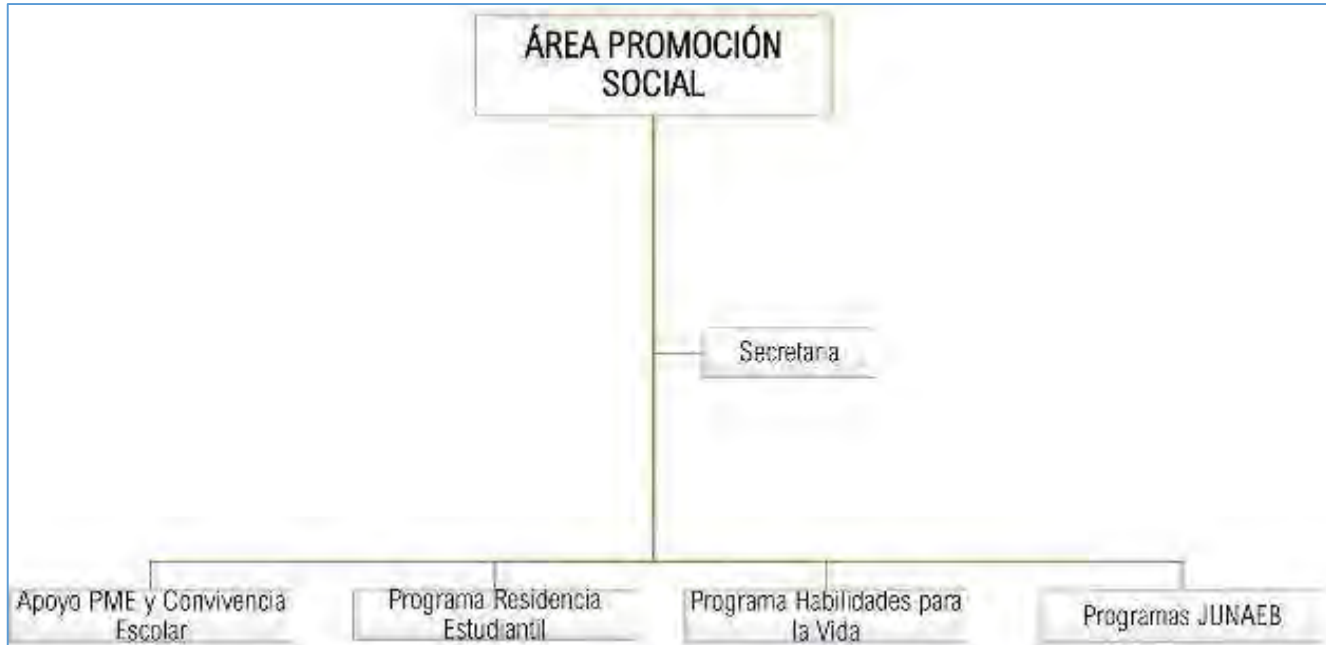 ÁREA PROMOCIÓN
SOCIAL
Secretaria
Apoyo PME y Convivencia
Escolar
Programa Residencia
Estudiantil
Programa Habilidades para
la Vida
Programas JUNAEB